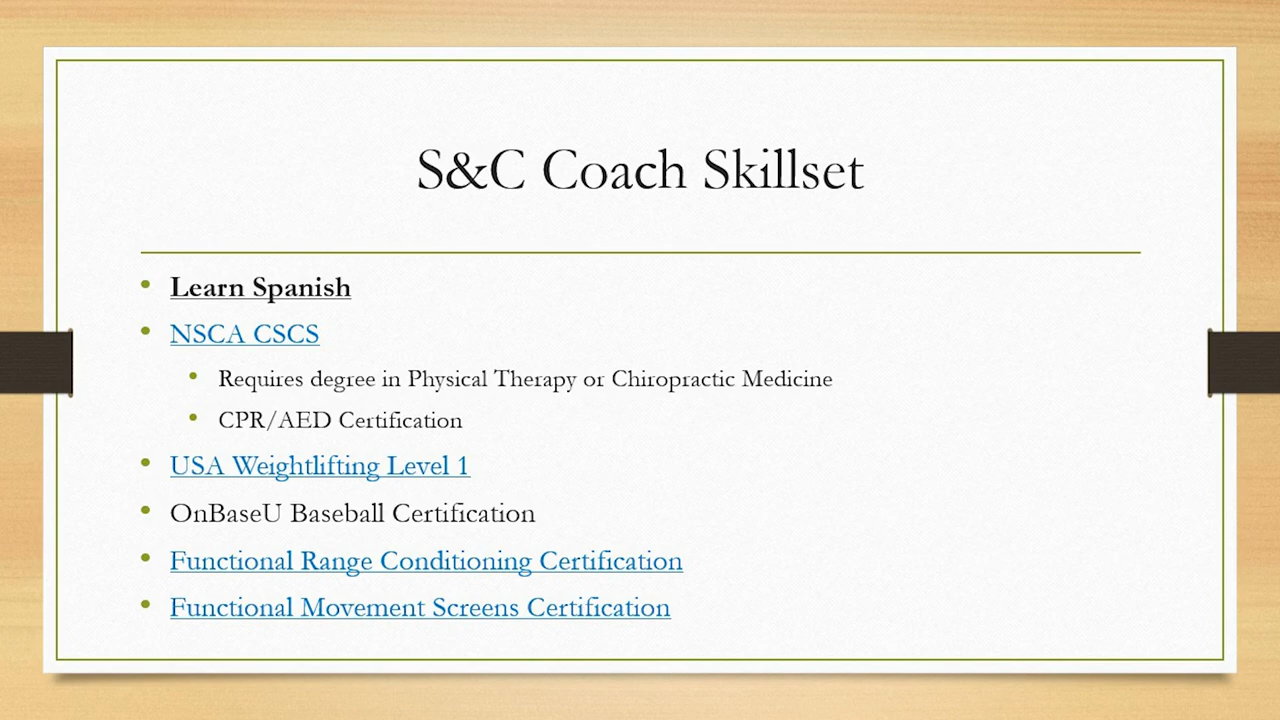 S&C Coach Skillset
• Learn Spanish
• NSCA CSCS
• Requires degree in Physical Therapy or Chiropractic Medicine
• CPR/AED Certification
• USA Weightlifting Level 1
• OnBaseU Baseball Certification
• Functional Range Conditioning Certification
• Functional Movement Screens Certification